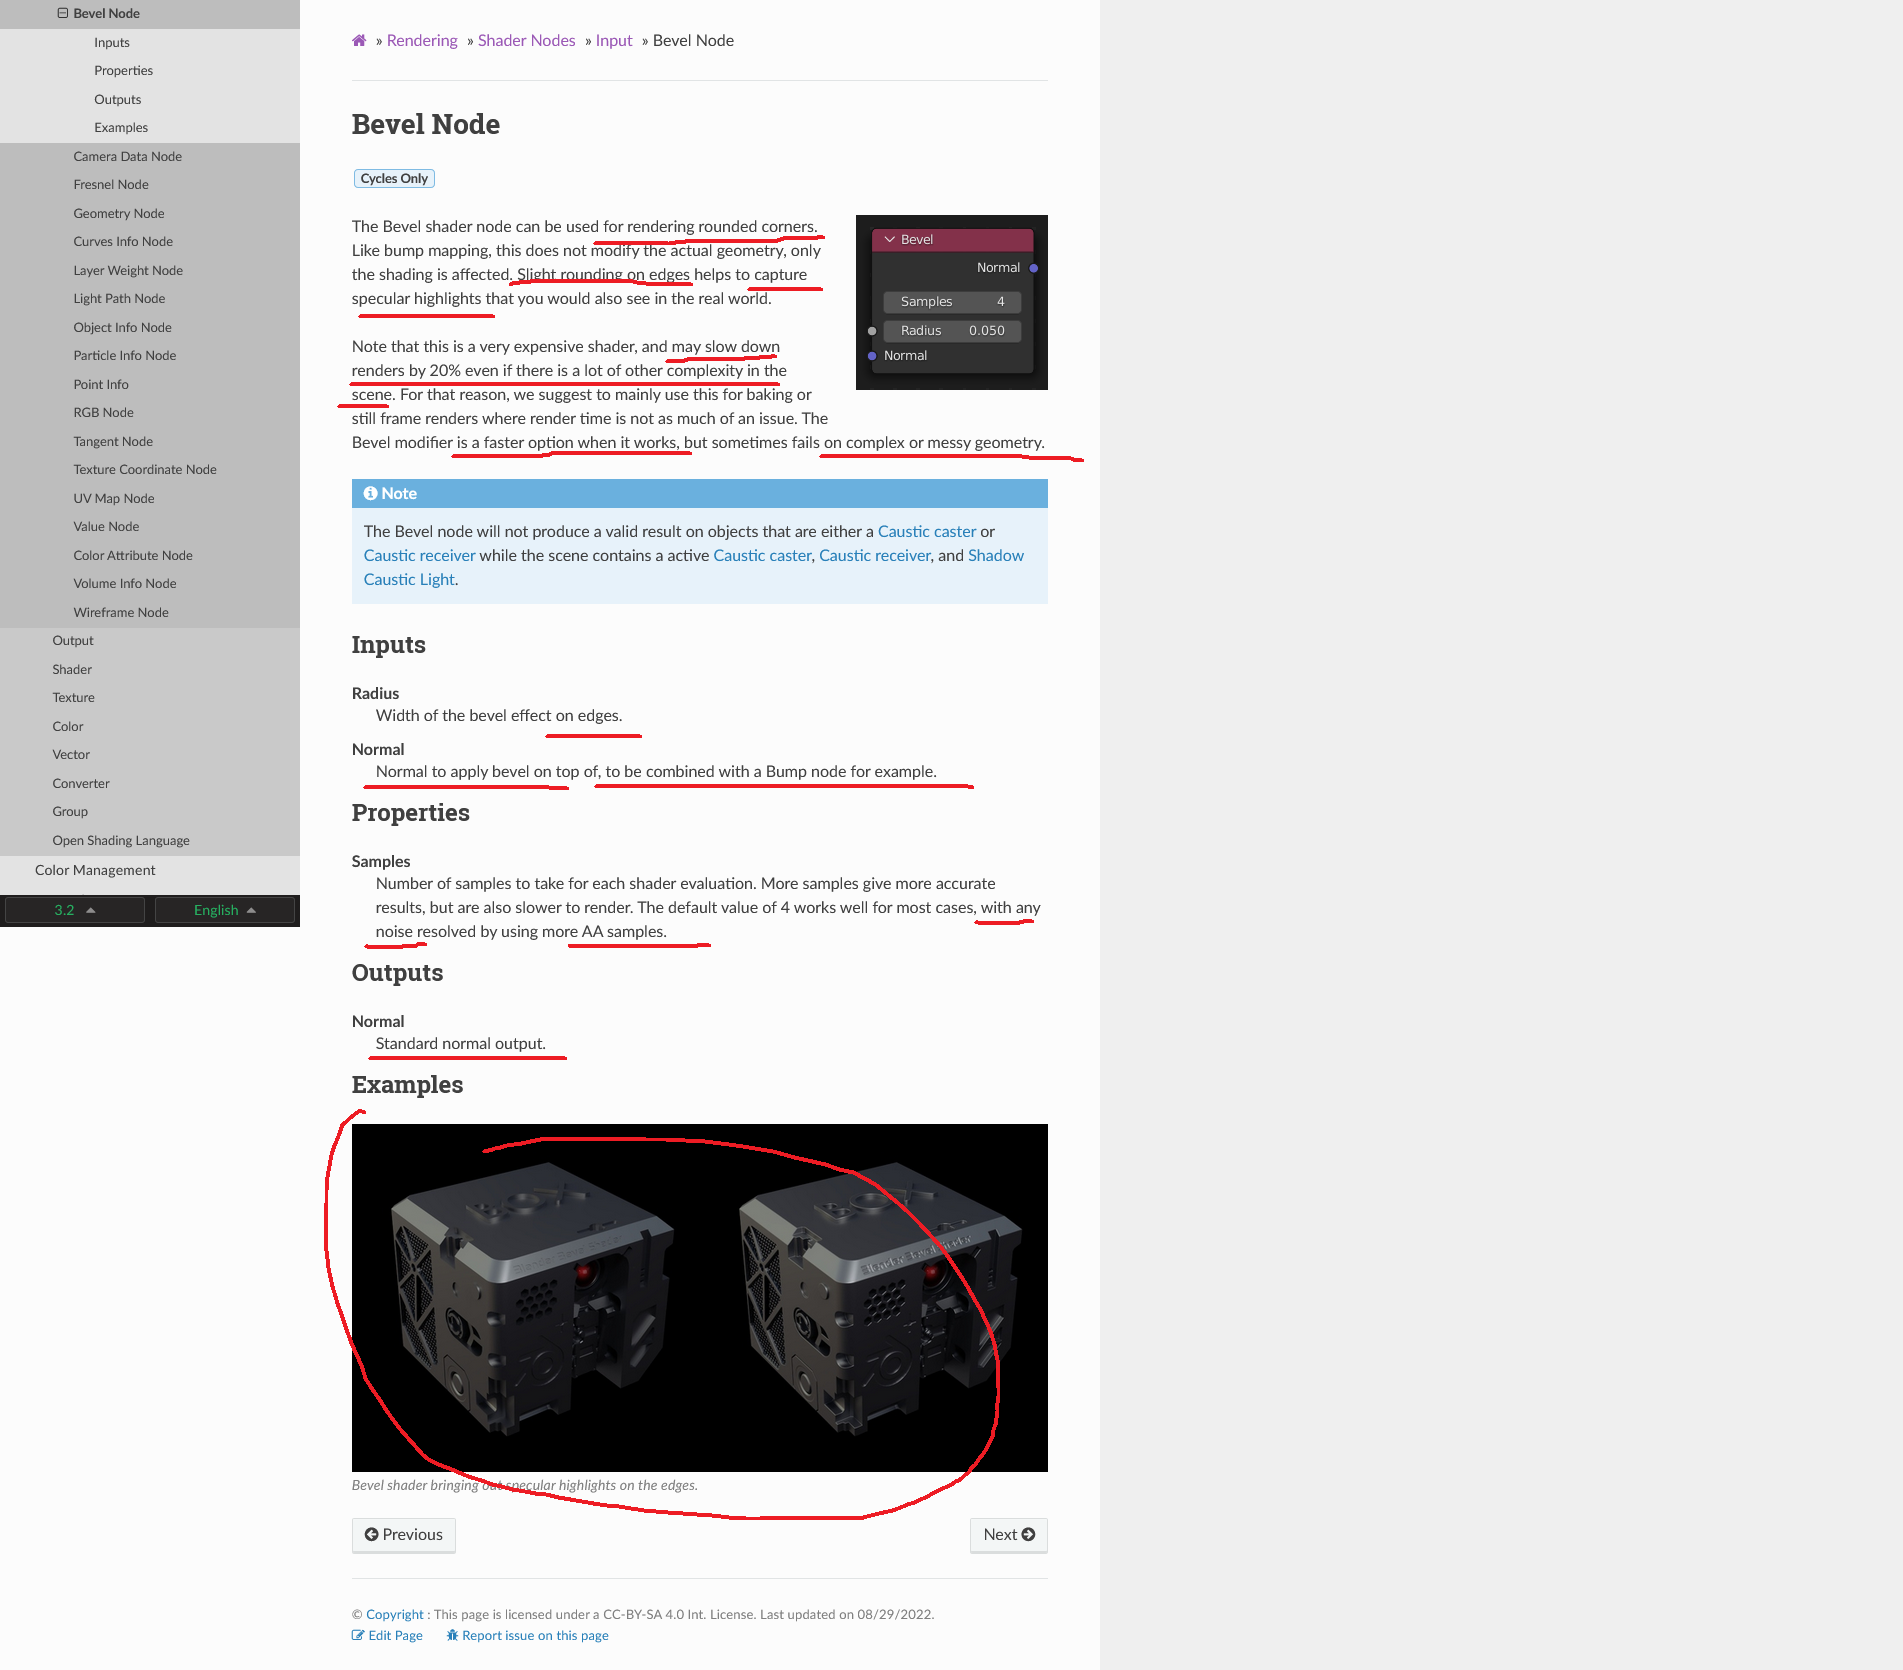 Bevel Node
Inputs
Properties
Outputs
Examples
Camera Data Node
Fresnel Node
Geometry Node
Curves Info Node
Layer Weight Node
Light Path Node
Object Info Node
Particle Info Node
Point Info
RGB Node
Tangent Node
Texture Coordinate Node
UV Map Node
Value Node
Color Attribute Node
Volume Info Node
Wireframe Node
Output
Shader
Texture
Color
Vector
Converter
Group
Open Shading Language
Color Management
3.2 English
» Rendering » Shader Nodes » Input » Bevel Node
Bevel Node
Cycles Only
The Bevel shader node can be used for rendering rounded corners.
Like bump mapping, this does not modify the actual geometry, only
the shading is affected. Slight rounding on edges helps to capture
specular highlights that you would also see in the real world.
Bevel
Normal
Samples 4
Radius 0.050
Normal
Note that this is a very expensive shader, and may slow down
renders by 20% even if there is a lot of other complexity in the
scene. For that reason, we suggest to mainly use this for baking or
still frame renders where render time is not as much of an issue. The
Bevel modifier is a faster option when it works, but sometimes fails on complex or messy geometry.
Note
The Bevel node will not produce a valid result on objects that are either a Caustic caster or
Caustic receiver while the scene contains a active Caustic caster, Caustic receiver, and Shadow
Caustic Light.
Inputs
Radius
Width of the bevel effect on edges.
Normal
Normal to apply bevel on top of, to be combined with a Bump node for example.
Properties
Samples
Number of samples to take for each shader evaluation. More samples give more accurate
results, but are also slower to render. The default value of 4 works well for most cases, with any
noise resolved by using more AA samples.
Outputs
Normal
Standard normal output.
Examples
BOX BOX
Blender Bevel Shader Blender Bevel Shader
Bevel shader bringing out specular highlights on the edges.
Previous Next
© Copyright : This page is licensed under a CC-BY-SA 4.0 Int. License. Last updated on 08/29/2022.
Edit Page Report issue on this page